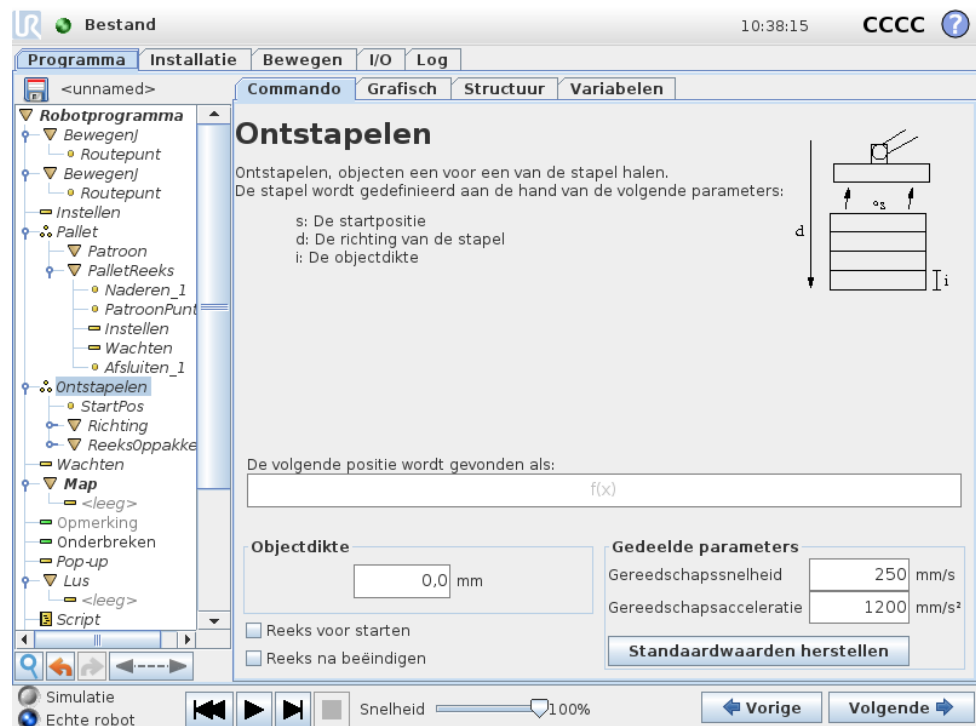 UR Bestand 10:38:15 CCCC ?
Programma Installatie Bewegen I/O Log
<unnamed>
Commando Grafisch Structuur Variabelen
Robotprogramma
BewegenJ
Routepunt
BewegenJ
Routepunt
Instellen
Pallet
Patroon
PalletReeks
Naderen_1
PatroonPunt
Instellen
Wachten
Afsluiten_1
Ontstapelen
StartPos
Richting
ReeksOppakke
Wachten
Map
<leeg>
Opmerking
Onderbreken
Pop-up
Lus
<leeg>
Script
Ontstapelen
Ontstapelen, objecten een voor een van de stapel halen.
De stapel wordt gedefinieerd aan de hand van de volgende parameters:
s: De startpositie
d: De richting van de stapel
i: De objectdikte
s
d
i
De volgende positie wordt gevonden als:
f(x)
Objectdikte
0,0 mm
Reeks voor starten
Reeks na beëindigen
Gedeelde parameters
Gereedschapssnelheid 250 mm/s
Gereedschapsacceleratie 1200 mm/s²
Standaardwaarden herstellen
Simulatie
Echte robot
Snelheid 100%
Vorige Volgende